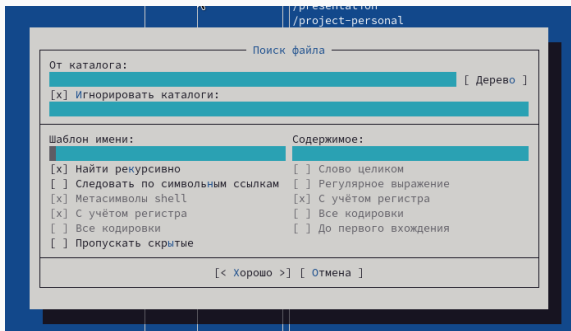 /presentation
/project-personal
Поиск файла
От каталога:
[ Дерево ]
[x] Игнорировать каталоги:
Шаблон имени:
[x] Найти рекурсивно
[ ] Следовать по символьным ссылкам
[x] Метасимволы shell
[x] С учётом регистра
[ ] Все кодировки
[ ] Пропускать скрытые
Содержимое:
[ ] Слово целиком
[ ] Регулярное выражение
[x] С учётом регистра
[ ] Все кодировки
[ ] До первого вхождения
[< Хорошо >] [ Отмена ]